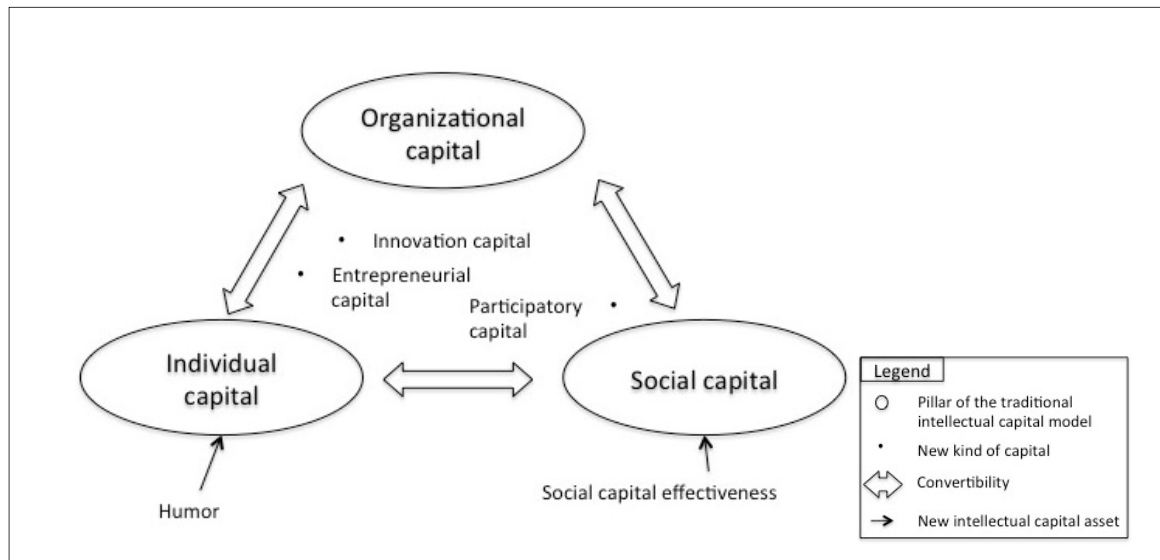 Organizational
capital
• Innovation capital
• Entrepreneurial
capital
Participatory •
capital
Individual
capital
Social capital
Humor
Social capital effectiveness
Legend
Pillar of the traditional
intellectual capital model
New kind of capital
Convertibility
New intellectual capital asset